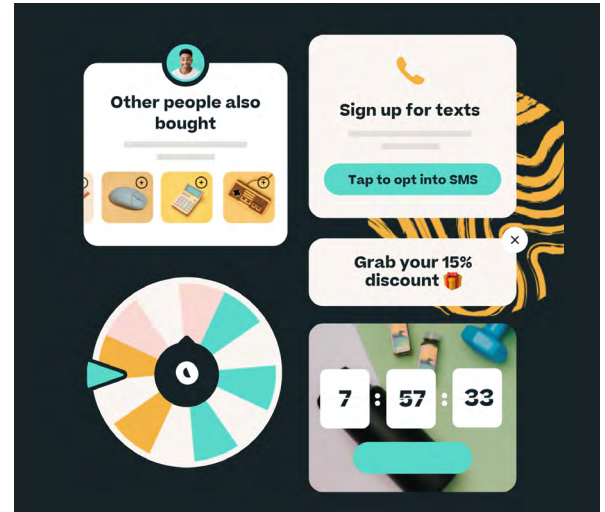 Other people also
bought
Sign up for texts
Tap to opt into SMS
Grab your 15%
discount 🎁
7 : 57 : 33